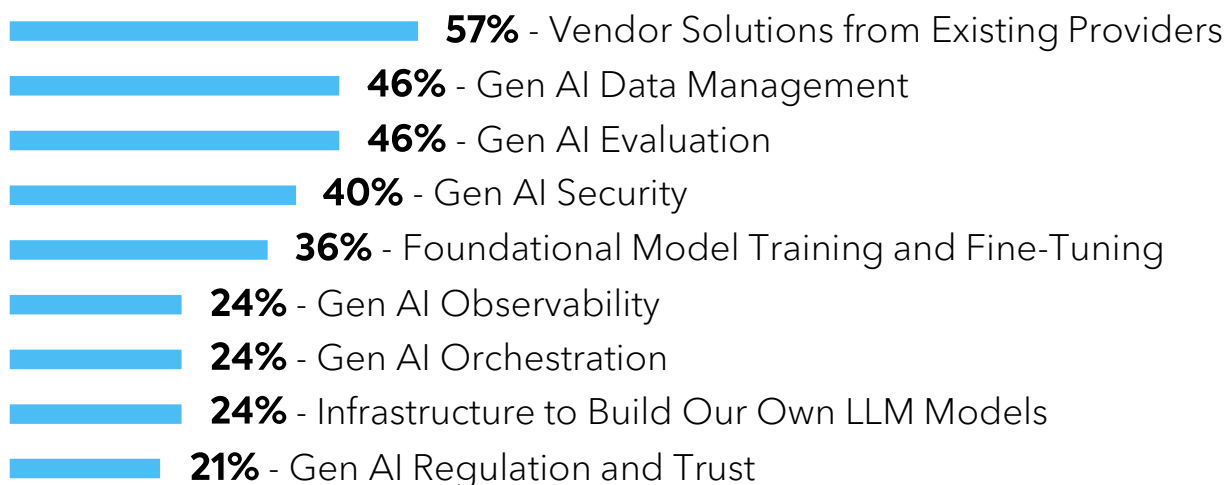 57% - Vendor Solutions from Existing Providers
46% - Gen AI Data Management
46% - Gen AI Evaluation
40% - Gen AI Security
36% - Foundational Model Training and Fine-Tuning
24% - Gen AI Observability
24% - Gen AI Orchestration
24% - Infrastructure to Build Our Own LLM Models
21% - Gen AI Regulation and Trust